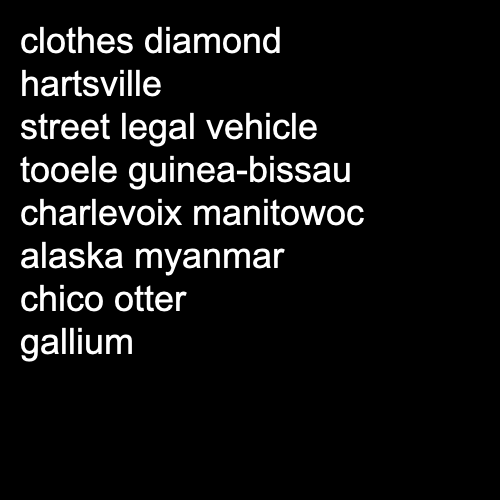 clothes diamond
hartsville
street legal vehicle
tooele guinea-bissau
charlevoix manitowoc
alaska myanmar
chico otter
gallium